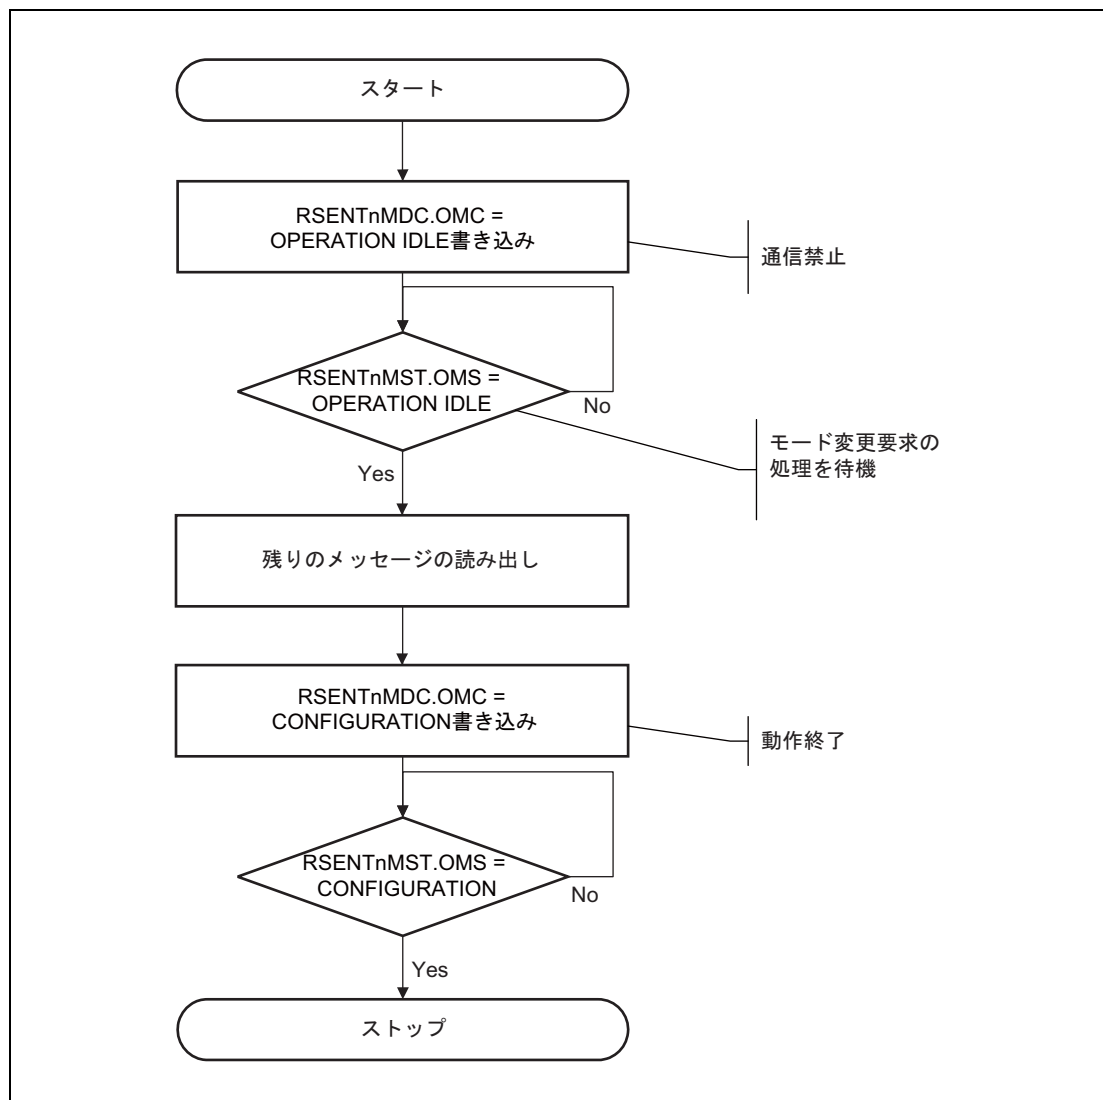 スタート
RSENTnMDC.OMC =
OPERATION IDLE書き込み
通信禁止
RSENTnMST.OMS =
OPERATION IDLE
No
モード変更要求の
処理を待機
Yes
残りのメッセージの読み出し
RSENTnMDC.OMC =
CONFIGURATION書き込み
動作終了
RSENTnMST.OMS =
CONFIGURATION
No
Yes
ストップ